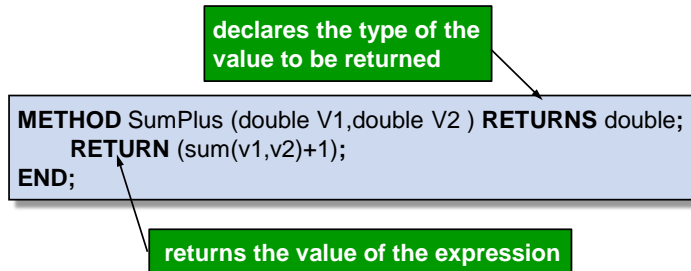 declares the type of the
value to be returned
METHOD SumPlus (double V1,double V2 ) RETURNS double;
RETURN (sum(v1,v2)+1);
END;
returns the value of the expression